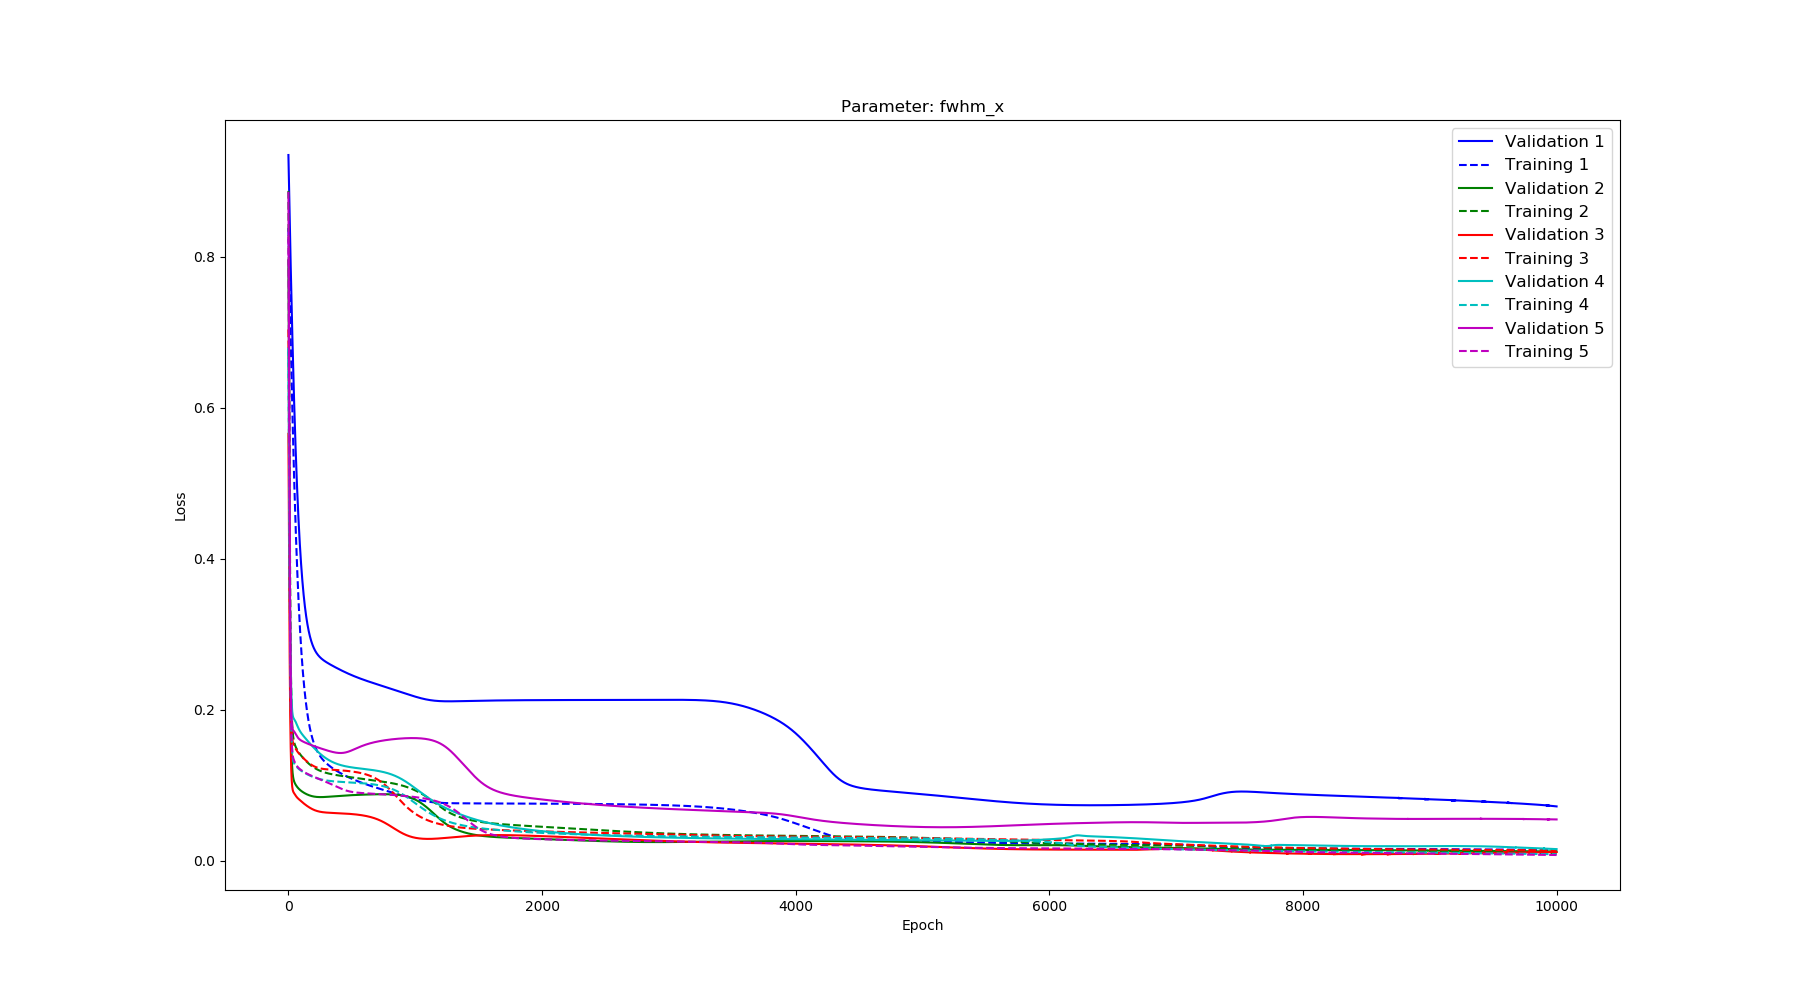 Parameter: fwhm_x
Validation 1
Training 1
Validation 2
Training 2
Validation 3
Training 3
Validation 4
Training 4
Validation 5
Training 5
0.8
0.6
0.4
0.2
0.0
Loss
0 2000 4000 6000 8000 10000
Epoch